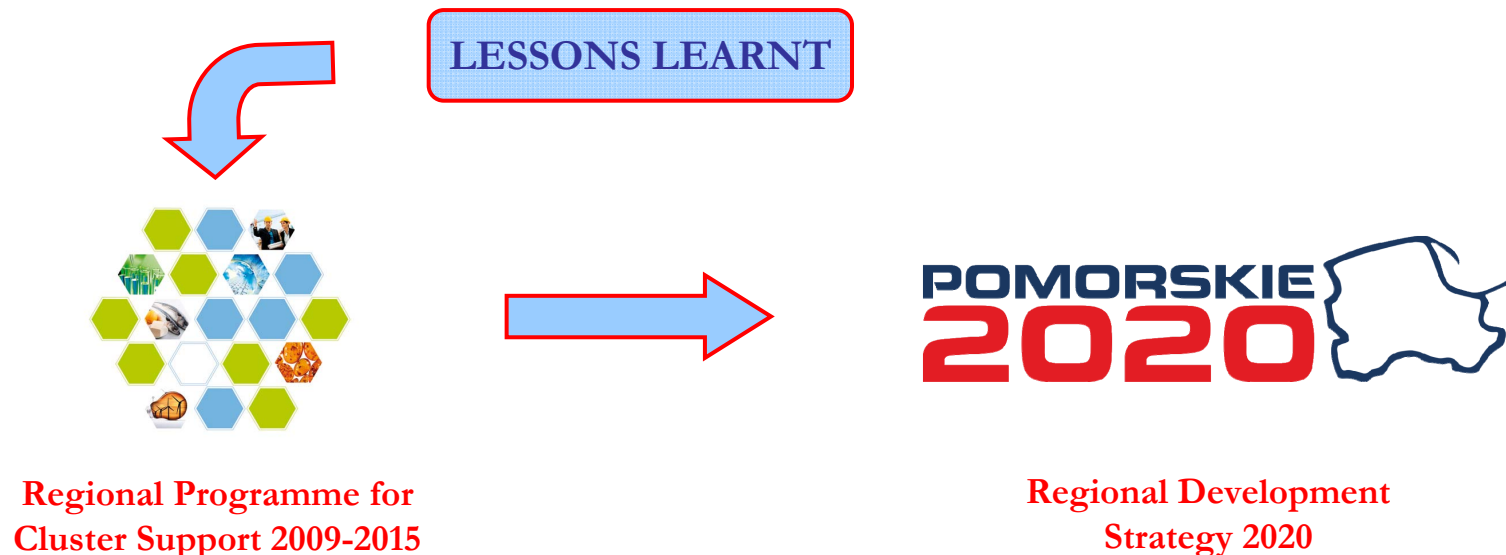 LESSONS LEARNT
POMORSKIE
2020
Regional Programme for
Cluster Support 2009-2015
Regional Development
Strategy 2020